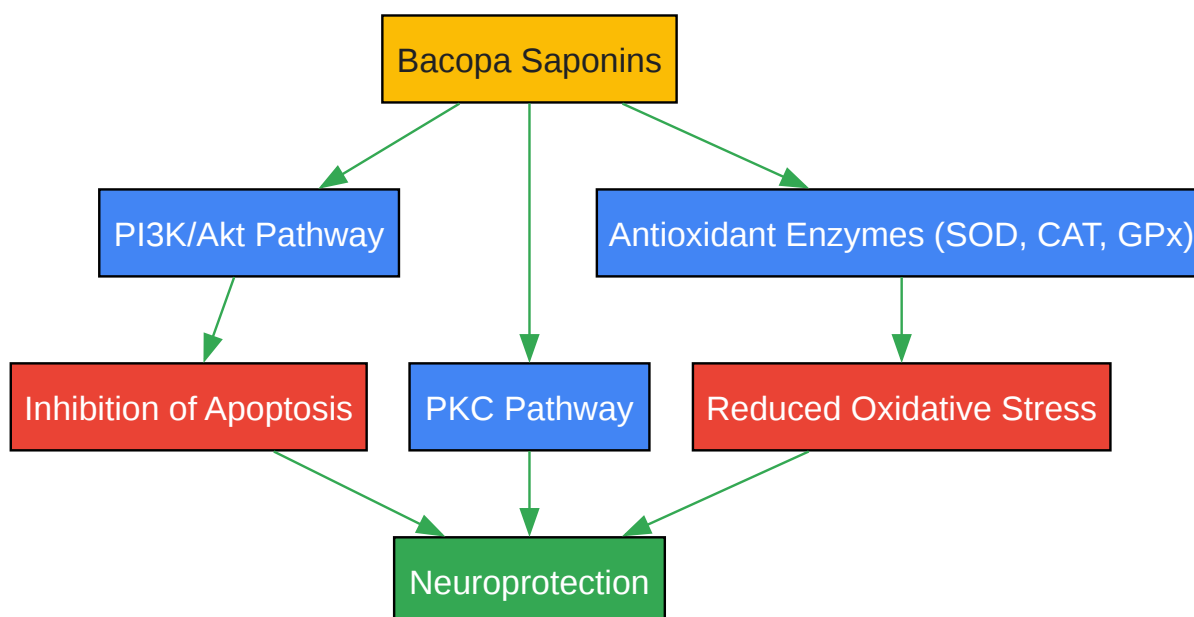 Bacopa Saponins
PI3K/Akt Pathway
Antioxidant Enzymes (SOD, CAT, GPx)
Inhibition of Apoptosis
PKC Pathway
Reduced Oxidative Stress
Neuroprotection